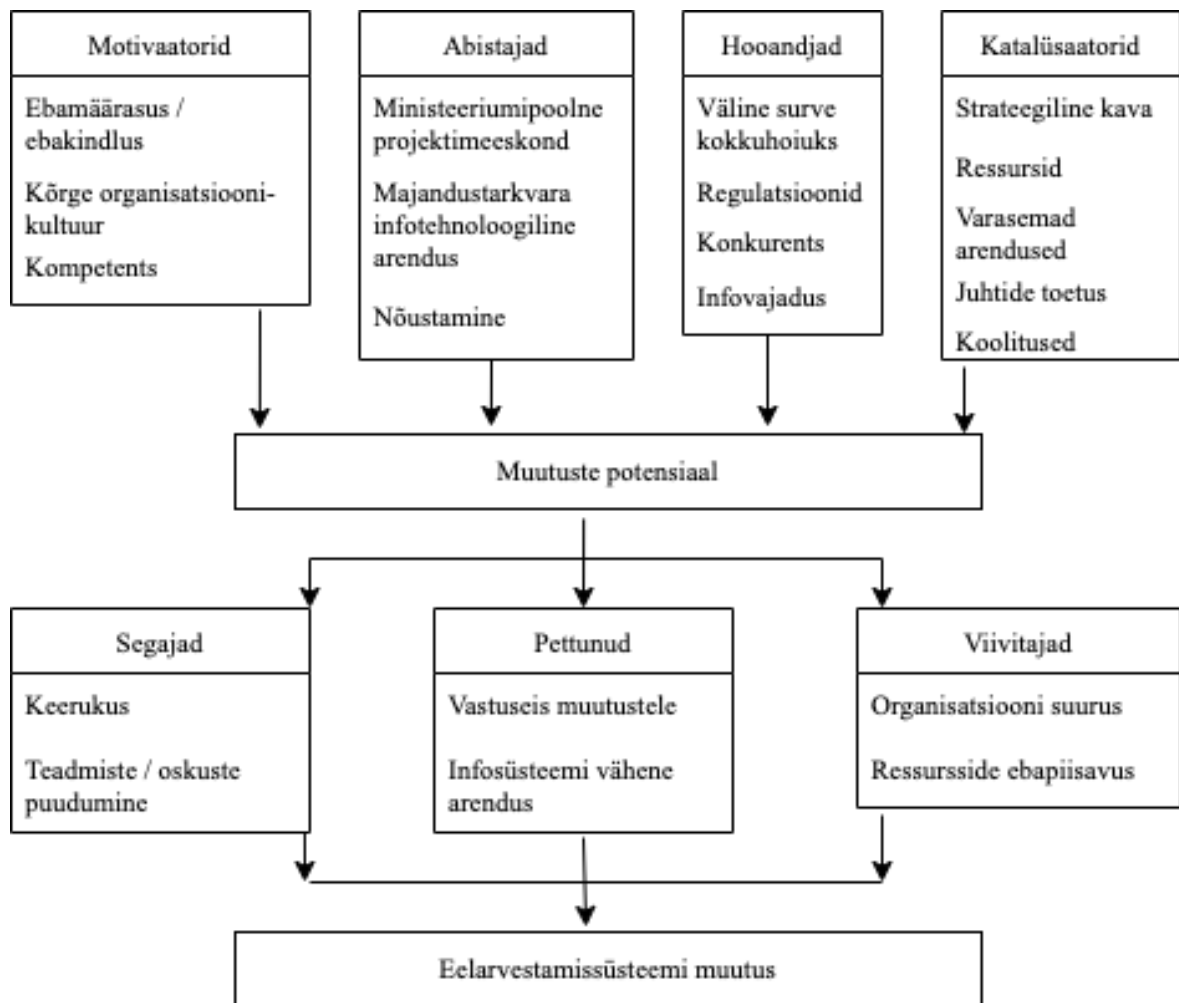 Motivaatorid
Ebamäärasus /
ebakindlus
Kõrge organisatsiooni-
kultuur
Kompetents
Abistajad
Ministeeriumipoolne
projektimeeskond
Majandustarkvara
infotehnoloogiline
arendus
Nõustamine
Hooandjad
Väline surve
kokkuhoiuks
Regulatsioonid
Konkurents
Infovajadus
Katalüsaatorid
Strateegiline kava
Ressursid
Varasemad
arendused
Juhtide toetus
Koolitused
Muutuste potensiaal
Segajad
Keerukus
Teadmiste / oskuste
puudumine
Pettunud
Vastuseis muutustele
Infosüsteemi vähene
arendus
Viivitajad
Organisatsiooni suurus
Ressursside ebapiisavus
Eelarvestamissüsteemi muutus